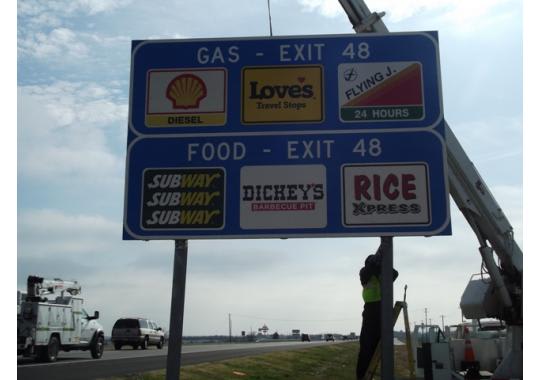 GAS - EXIT 48
DIESEL
Love's
Travel Stops
FLYING J.
24 HOURS
FOOD - EXIT 48
SUBWAY
SUBWAY
SUBWAY
DICKEY'S
BARBECUE PIT
RICE
XPRESS